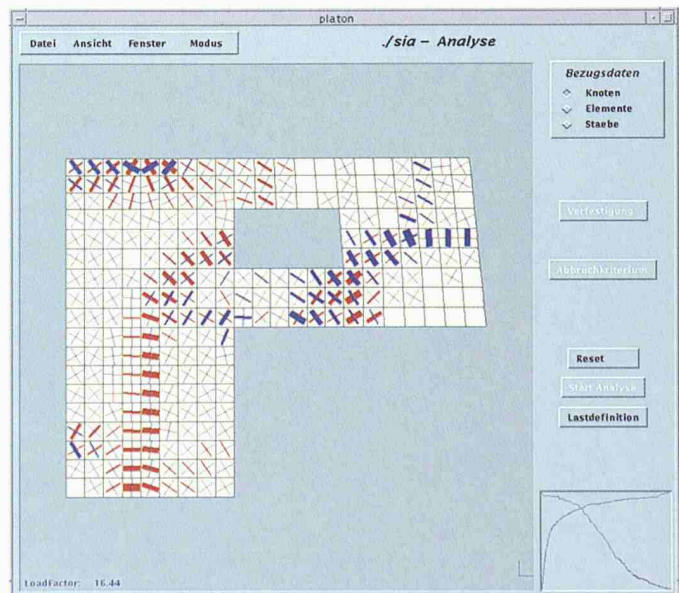 platon
Datei Ansicht Fenster Modus
./sia – Analyse
Bezugsdaten
Knoten
Elemente
Staebe
Verfestigung
Abbruchkriterium
Reset
Start Analyse
Lastdefinition
LoadFactor: 16.44